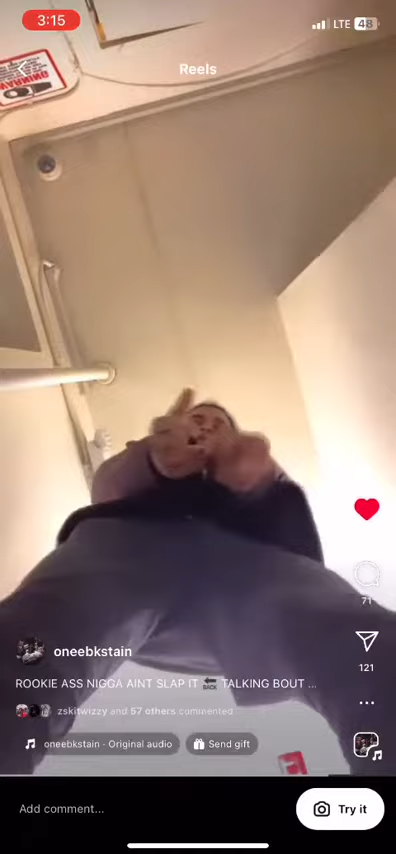 3:15
LTE 48
WARNING
Reels
71
121
oneebkstain
ROOKIE ASS NIGGA AINT SLAP IT 🔙 TALKING BOUT ...
zskitwizzy and 57 others commented
oneebkstain · Original audio
Send gift
Add comment...
Try it